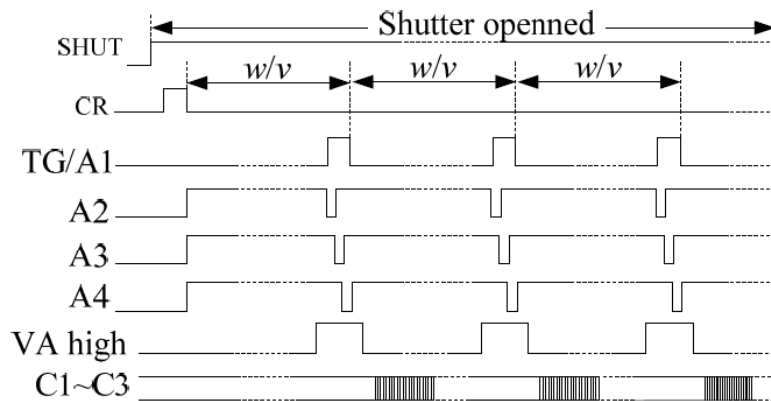 Shutter openned
SHUT
w/v w/v w/v
CR
TG/A1
A2
A3
A4
VA high
C1~C3